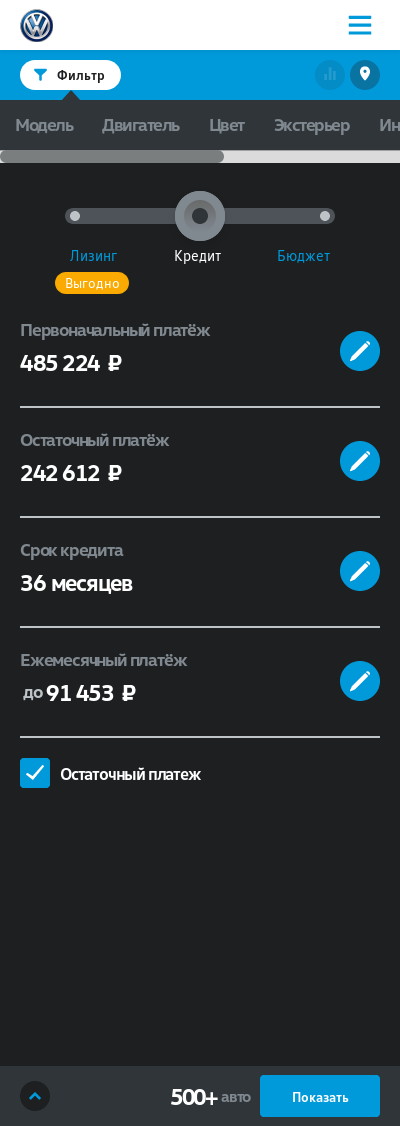 Фильтр
Модель Двигатель Цвет Экстерьер Ин
Лизинг Кредит Бюджет
Выгодно
Первоначальный платёж
485 224 ₽
Остаточный платёж
242 612 ₽
Срок кредита
36 месяцев
Ежемесячный платёж
до 91 453 ₽
Остаточный платеж
500+ авто Показать